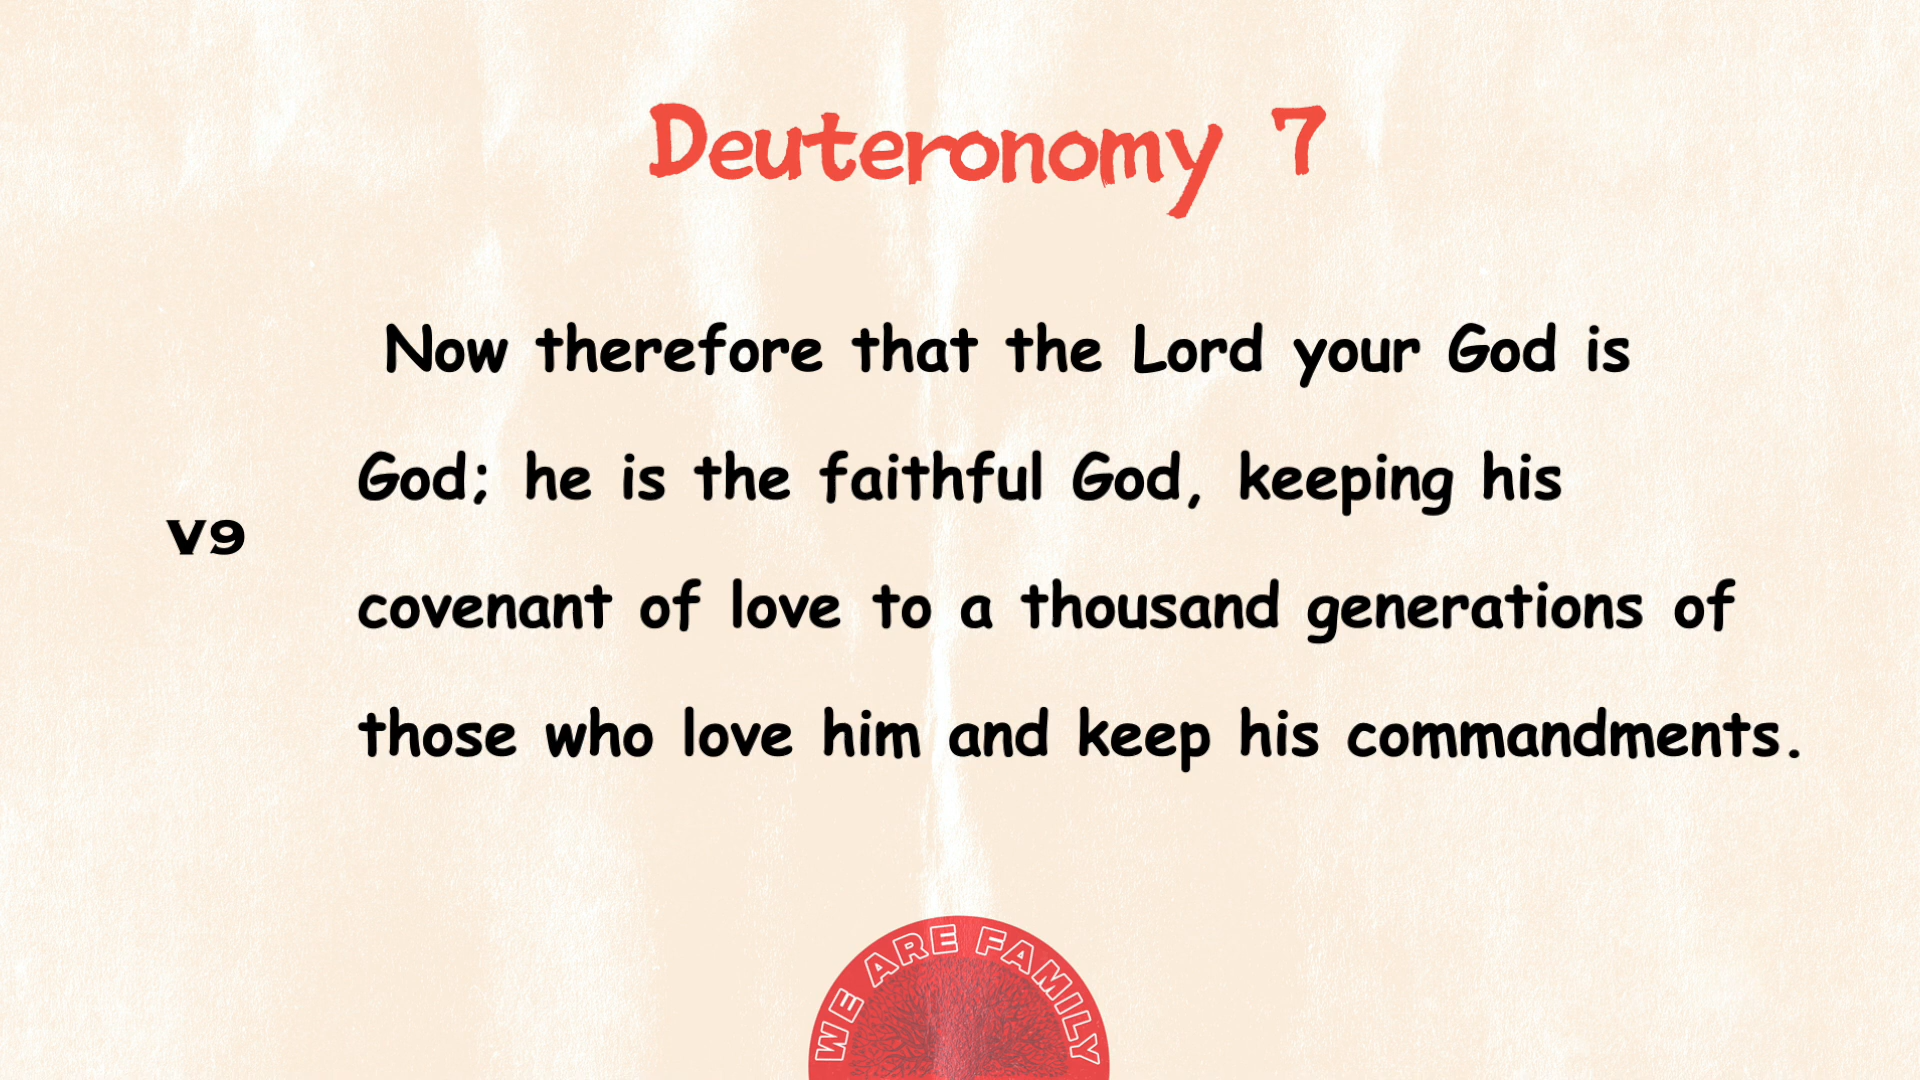 Deuteronomy 7
Now therefore that the Lord your God is
God; he is the faithful God, keeping his
V9
covenant of love to a thousand generations of
those who love him and keep his commandments.
WE ARE FAMILY